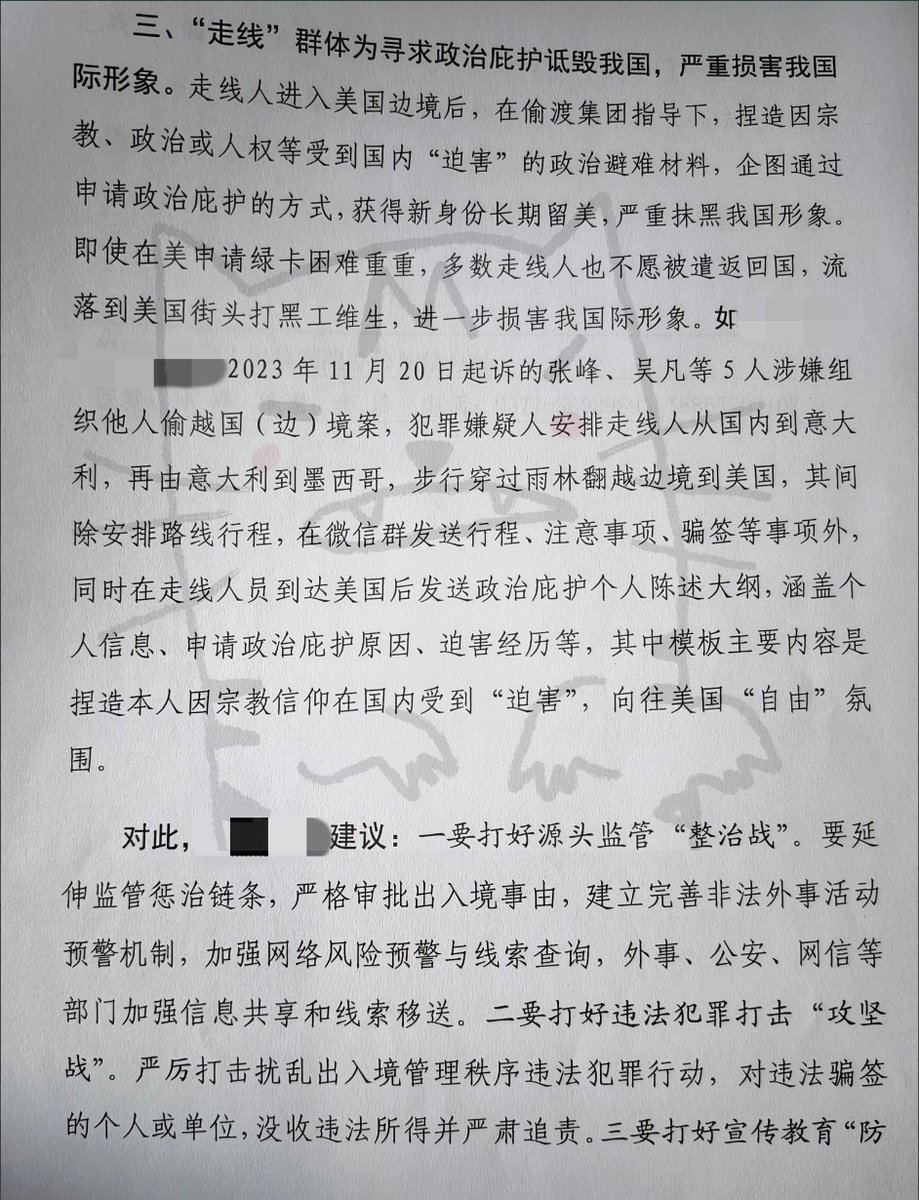 三、“走线”群体为寻求政治庇护诋毁我国，严重损害我国
际形象。走线人进入美国边境后，在偷渡集团指导下，捏造因宗
教、政治或人权等受到国内“迫害”的政治避难材料，企图通过
申请政治庇护的方式，获得新身份长期留美，严重抹黑我国形象。
即使在美申请绿卡困难重重，多数走线人也不愿被遣返回国，流
落到美国街头打黑工维生，进一步损害我国际形象。如
2023年11月20日起诉的张峰、吴凡等5人涉嫌组
织他人偷越国（边）境案，犯罪嫌疑人安排走线人从国内到意大
利，再由意大利到墨西哥，步行穿过雨林翻越边境到美国，其间
除安排路线行程，在微信群发送行程、注意事项、骗签等事项外，
同时在走线人员到达美国后发送政治庇护个人陈述大纲，涵盖个
人信息、申请政治庇护原因、迫害经历等，其中模板主要内容是
捏造本人因宗教信仰在国内受到“迫害”，向往美国“自由”氛
围。
对此，建议：一要打好源头监管“整治战”。要延
伸监管惩治链条，严格审批出入境事由，建立完善非法外事活动
预警机制，加强网络风险预警与线索查询，外事、公安、网信等
部门加强信息共享和线索移送。二要打好违法犯罪打击“攻坚
战”。严厉打击扰乱出入境管理秩序违法犯罪行动，对违法骗签
的个人或单位，没收违法所得并严肃追责。三要打好宣传教育“防